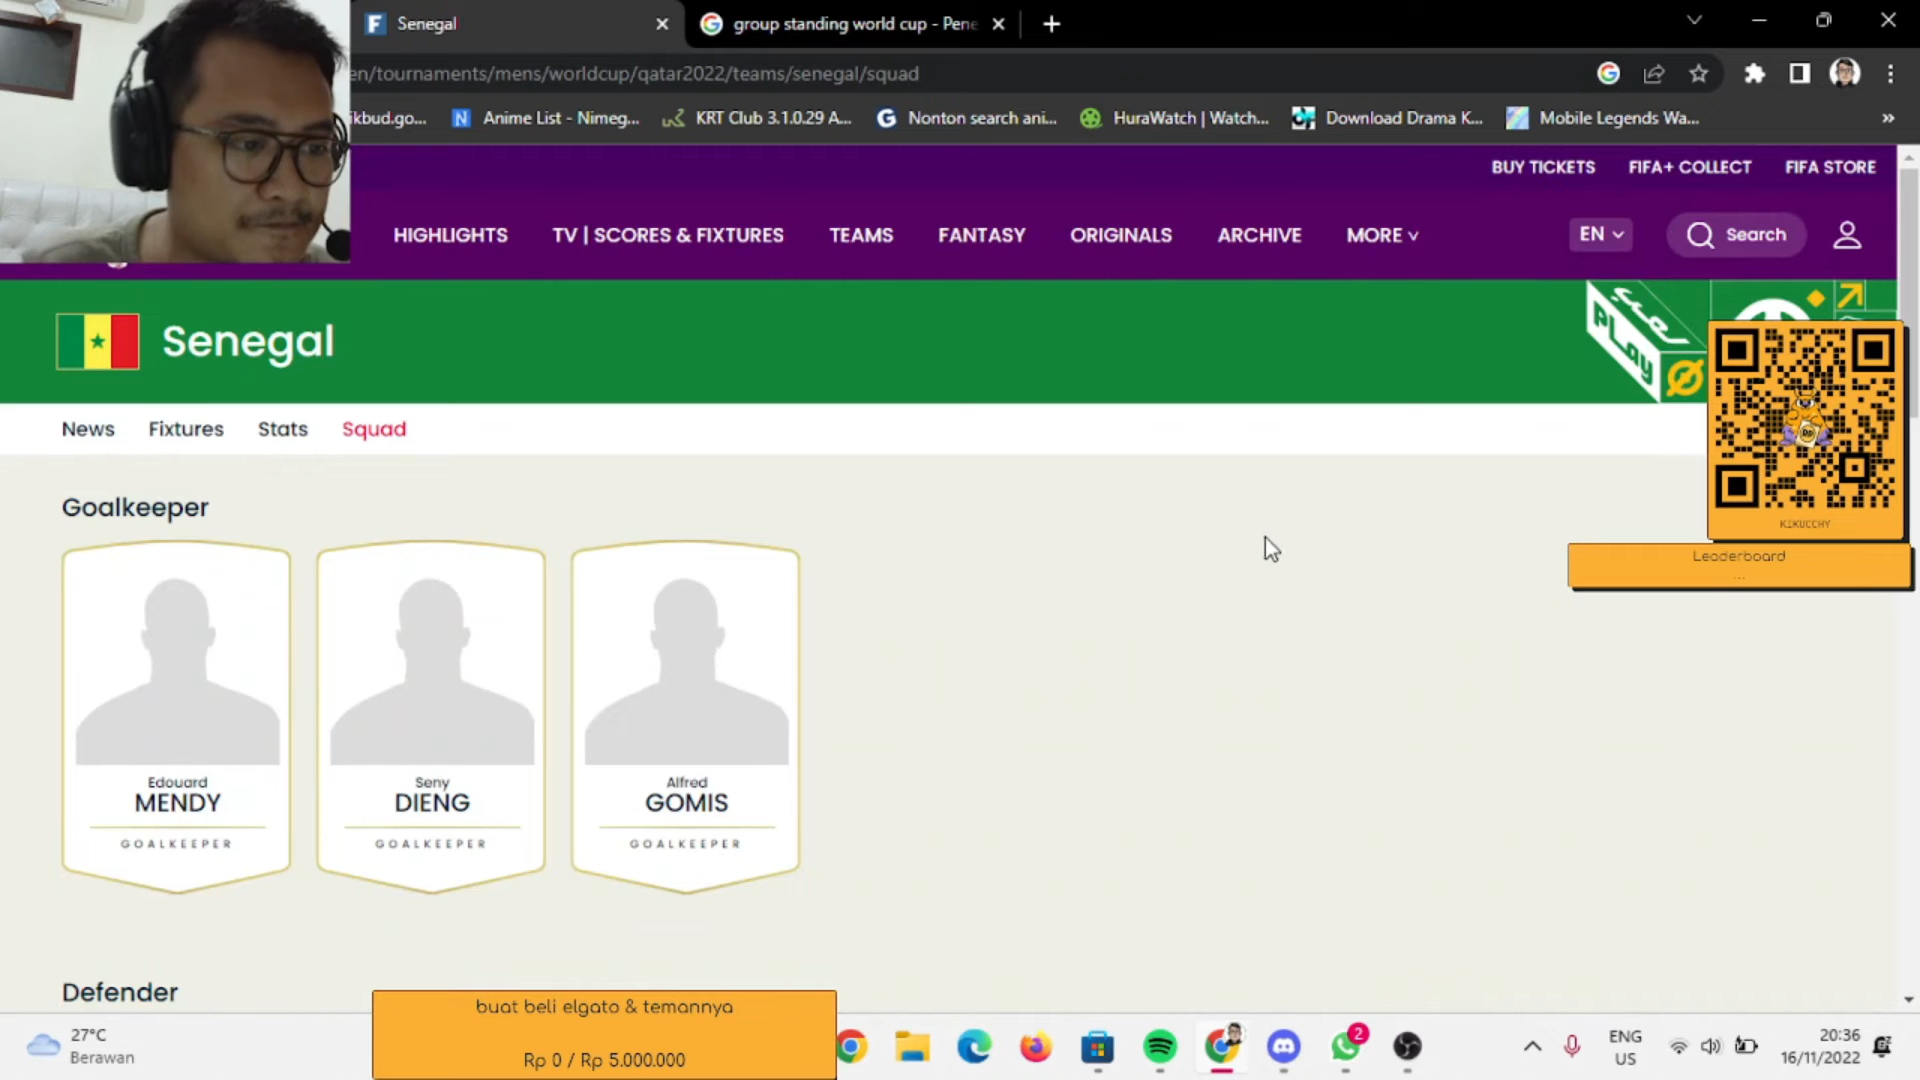 Senegal
group standing world cup - Pene
en/tournaments/mens/worldcup/qatar2022/teams/senegal/squad
ikbud.go...
Anime List - Nimeg...
KRT Club 3.1.0.29 A...
Nonton search ani...
HuraWatch | Watch...
Download Drama K...
Mobile Legends Wa...
BUY TICKETS
FIFA+ COLLECT
FIFA STORE
HIGHLIGHTS
TV | SCORES & FIXTURES
TEAMS
FANTASY
ORIGINALS
ARCHIVE
MORE
EN
Search
Senegal
PLay
News
Fixtures
Stats
Squad
KIKUCCHY
Leaderboard
...
Goalkeeper
Edouard
MENDY
GOALKEEPER
Seny
DIENG
GOALKEEPER
Alfred
GOMIS
GOALKEEPER
Defender
buat beli elgato & temannya
Rp 0 / Rp 5.000.000
27°C
Berawan
2
ENG
US
20:36
16/11/2022